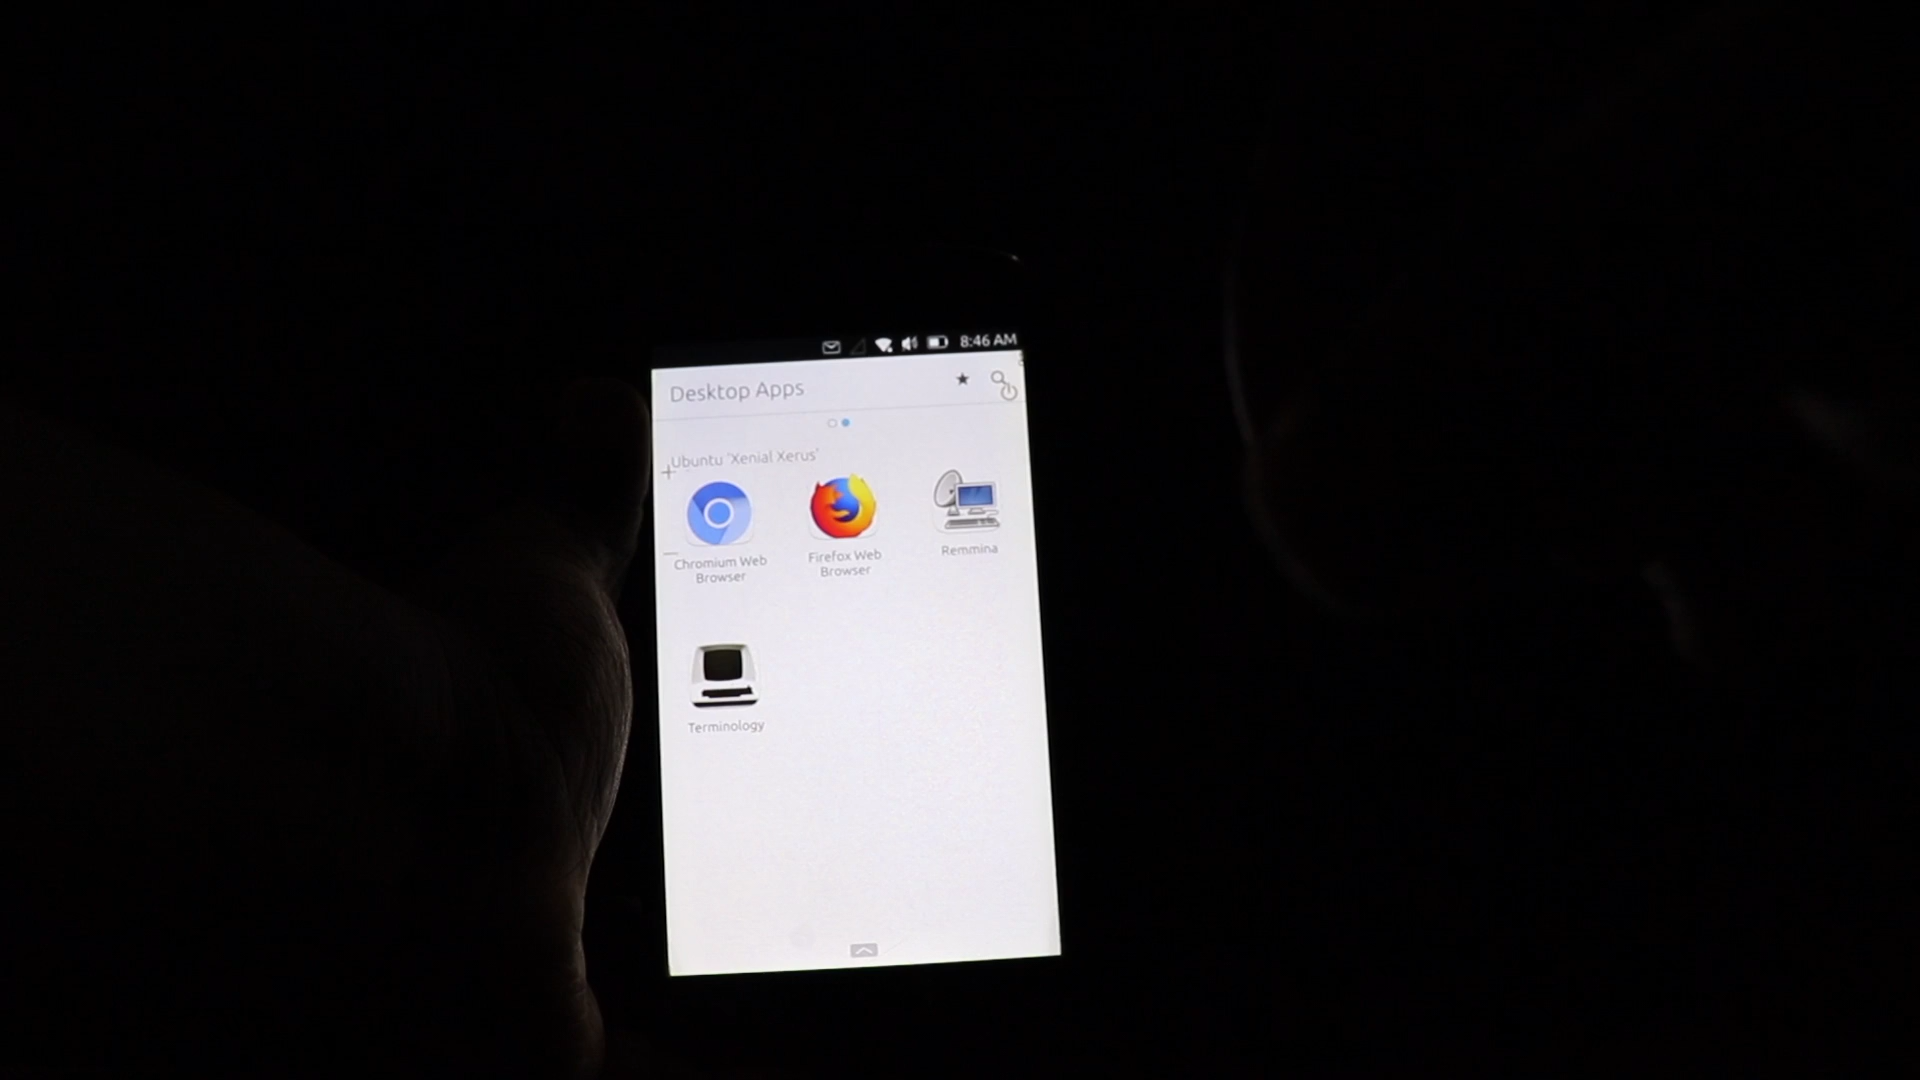 8:46 AM
Desktop Apps
Ubuntu 'Xenial Xerus'
Chromium Web
Browser
Firefox Web
Browser
Remmina
Terminology